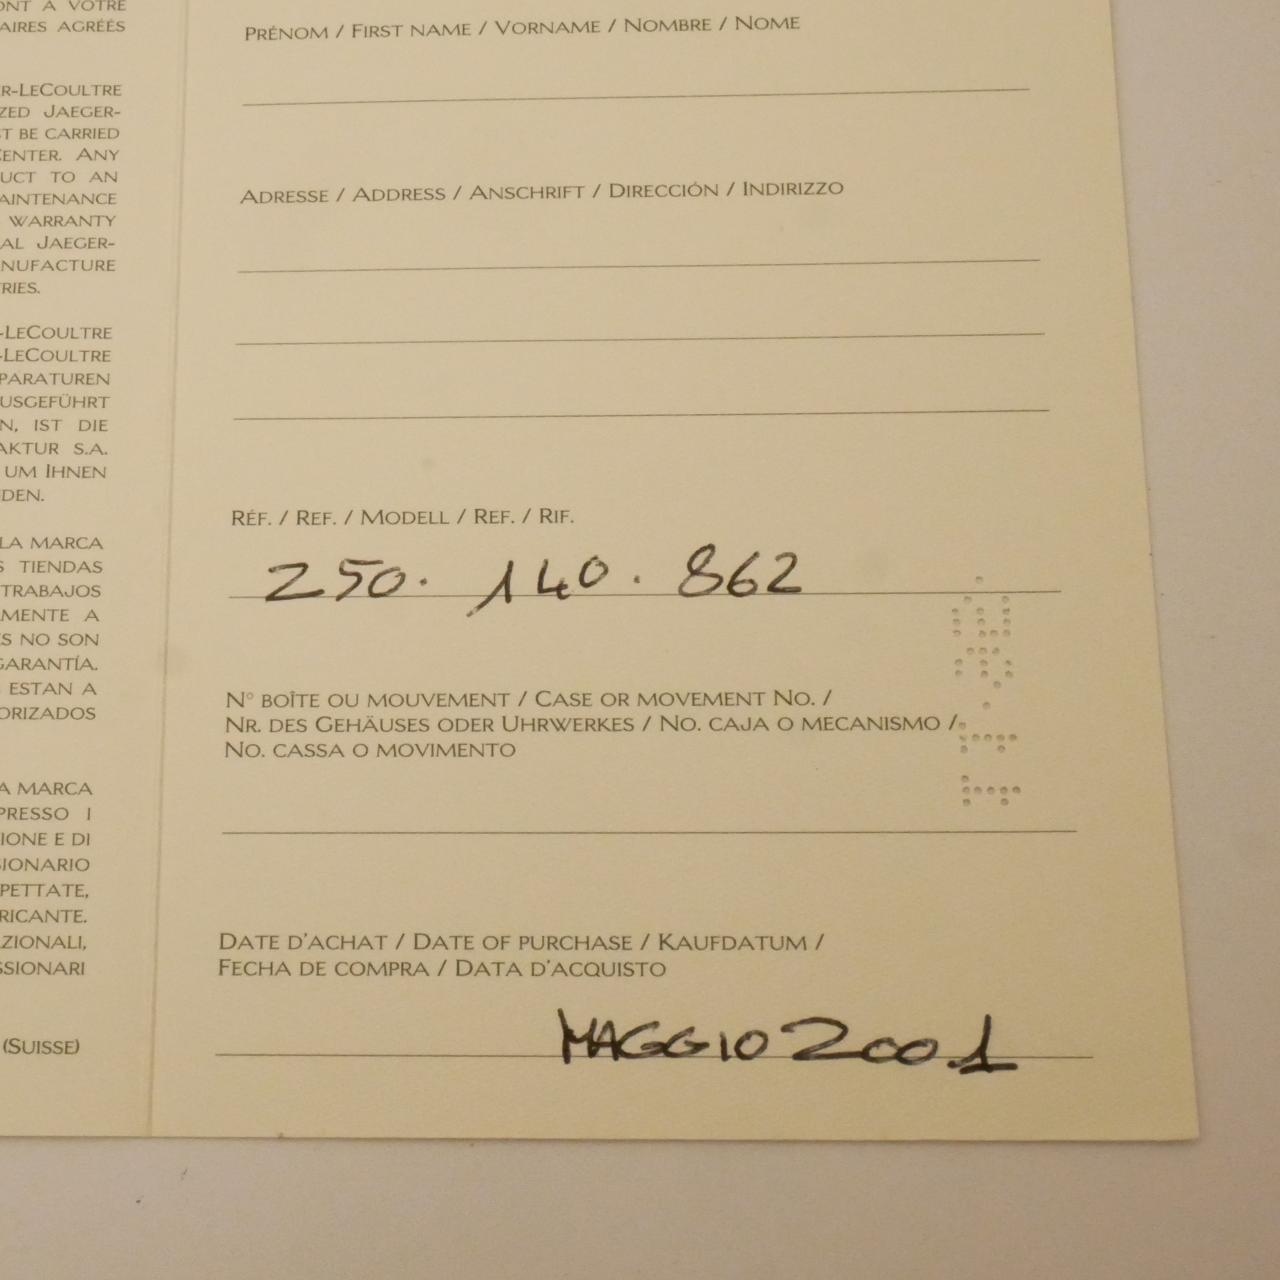 ONT À VOTRE
AIRES AGRÉÉS
R-LECOULTRE
ZED JAEGER-
ST BE CARRIED
CENTER. ANY
UCT TO AN
AINTENANCE
WARRANTY
AL JAEGER-
NUFACTURE
RIES.
-LECOULTRE
-LECOULTRE
PARATUREN
USGEFÜHRT
N, IST DIE
AKTUR S.A.
UM IHNEN
DEN.
LA MARCA
S TIENDAS
TRABAJOS
MENTE A
ES NO SON
GARANTÍA.
ESTAN A
ORIZADOS
A MARCA
PRESSO I
IONE E DI
SIONARIO
PETTATE,
RICANTE.
ZIONALI,
SSIONARI
(SUISSE)
PRÉNOM / FIRST NAME / VORNAME / NOMBRE / NOME
ADRESSE / ADDRESS / ANSCHRIFT / DIRECCIÓN / INDIRIZZO
RÉF. / REF. / MODELL / REF. / RIF.
250. 140. 862
N° BOÎTE OU MOUVEMENT / CASE OR MOVEMENT NO. /
NR. DES GEHÄUSES ODER UHRWERKES / NO. CAJA O MECANISMO /
NO. CASSA O MOVIMENTO
DATE D'ACHAT / DATE OF PURCHASE / KAUFDATUM /
FECHA DE COMPRA / DATA D'ACQUISTO
MAGGIO 2001